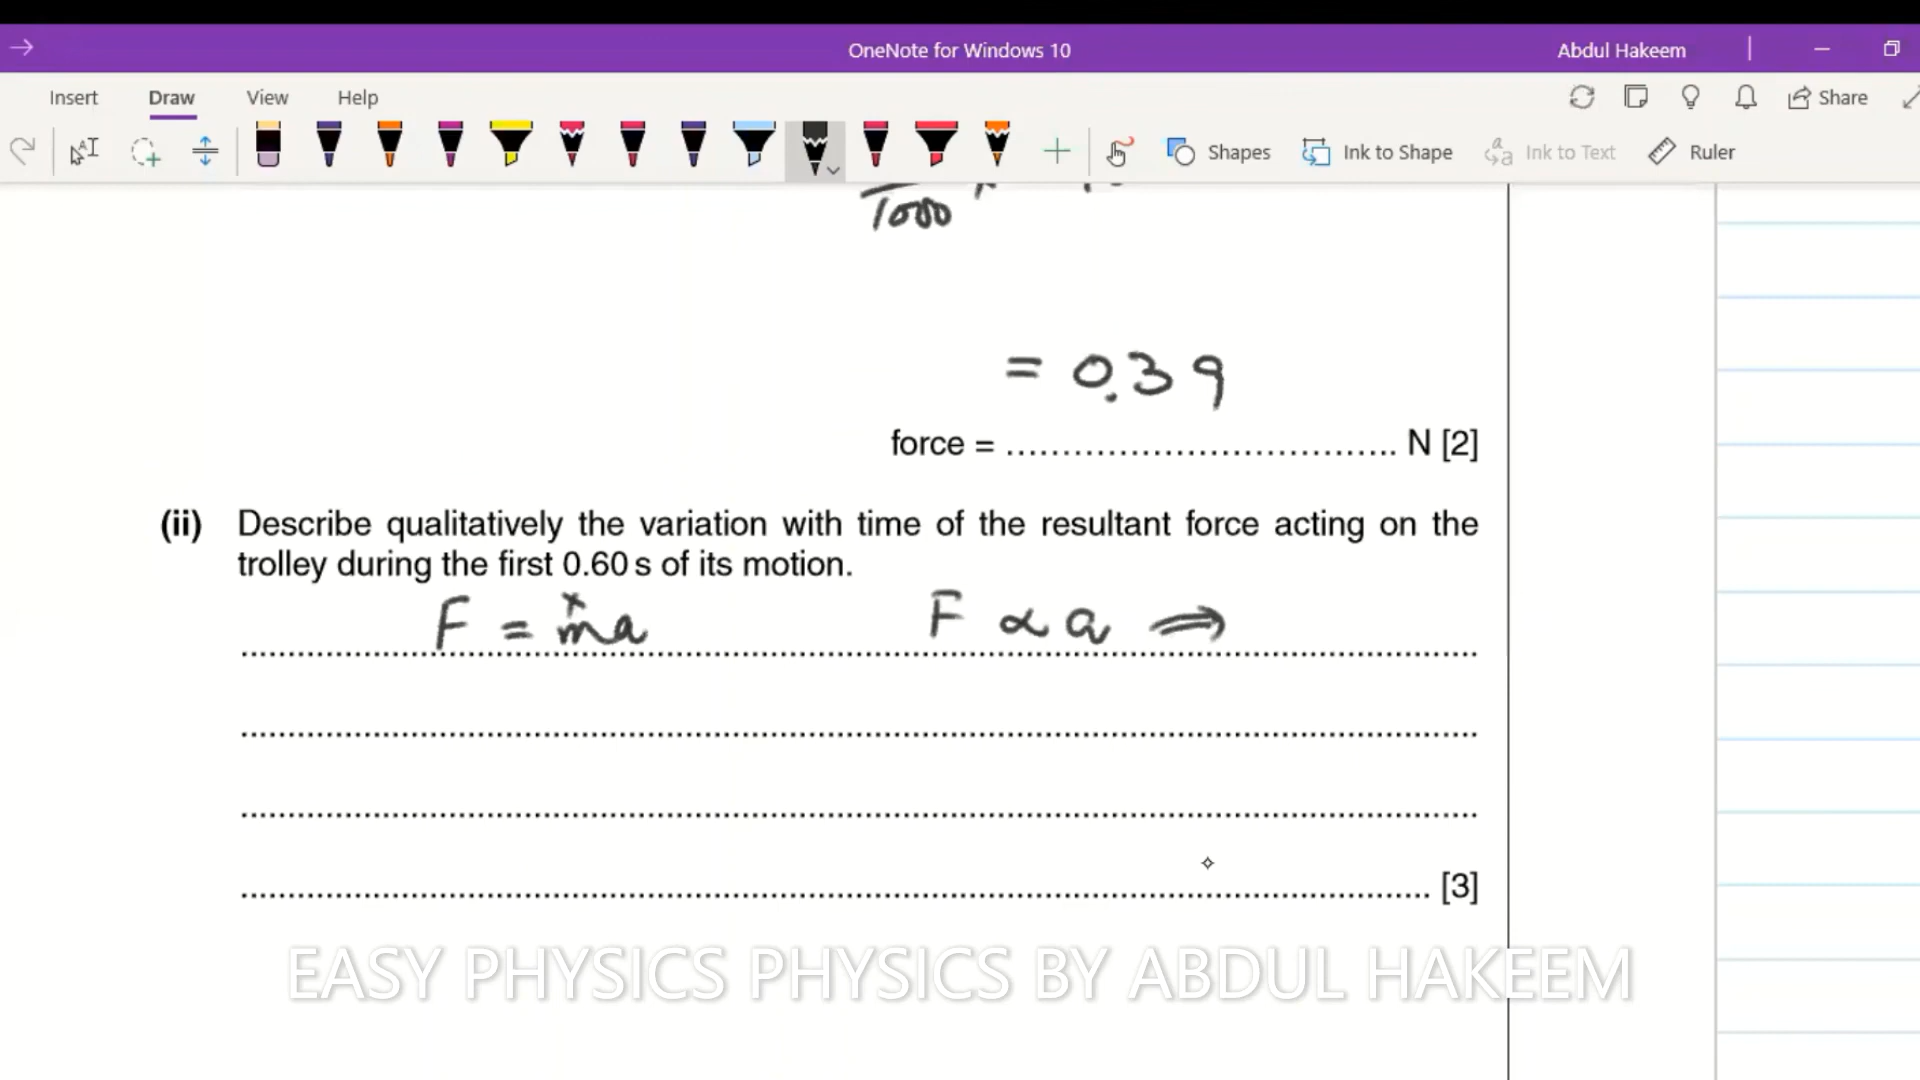 OneNote for Windows 10
Abdul Hakeem
Insert Draw View Help
Share
Shapes Ink to Shape Ink to Text Ruler
1000
= 0.39
force = .................................. N [2]
(ii) Describe qualitatively the variation with time of the resultant force acting on the
trolley during the first 0.60 s of its motion.
F = ma F ∝ a ⇒
[3]
EASY PHYSICS PHYSICS BY ABDUL HAKEEM